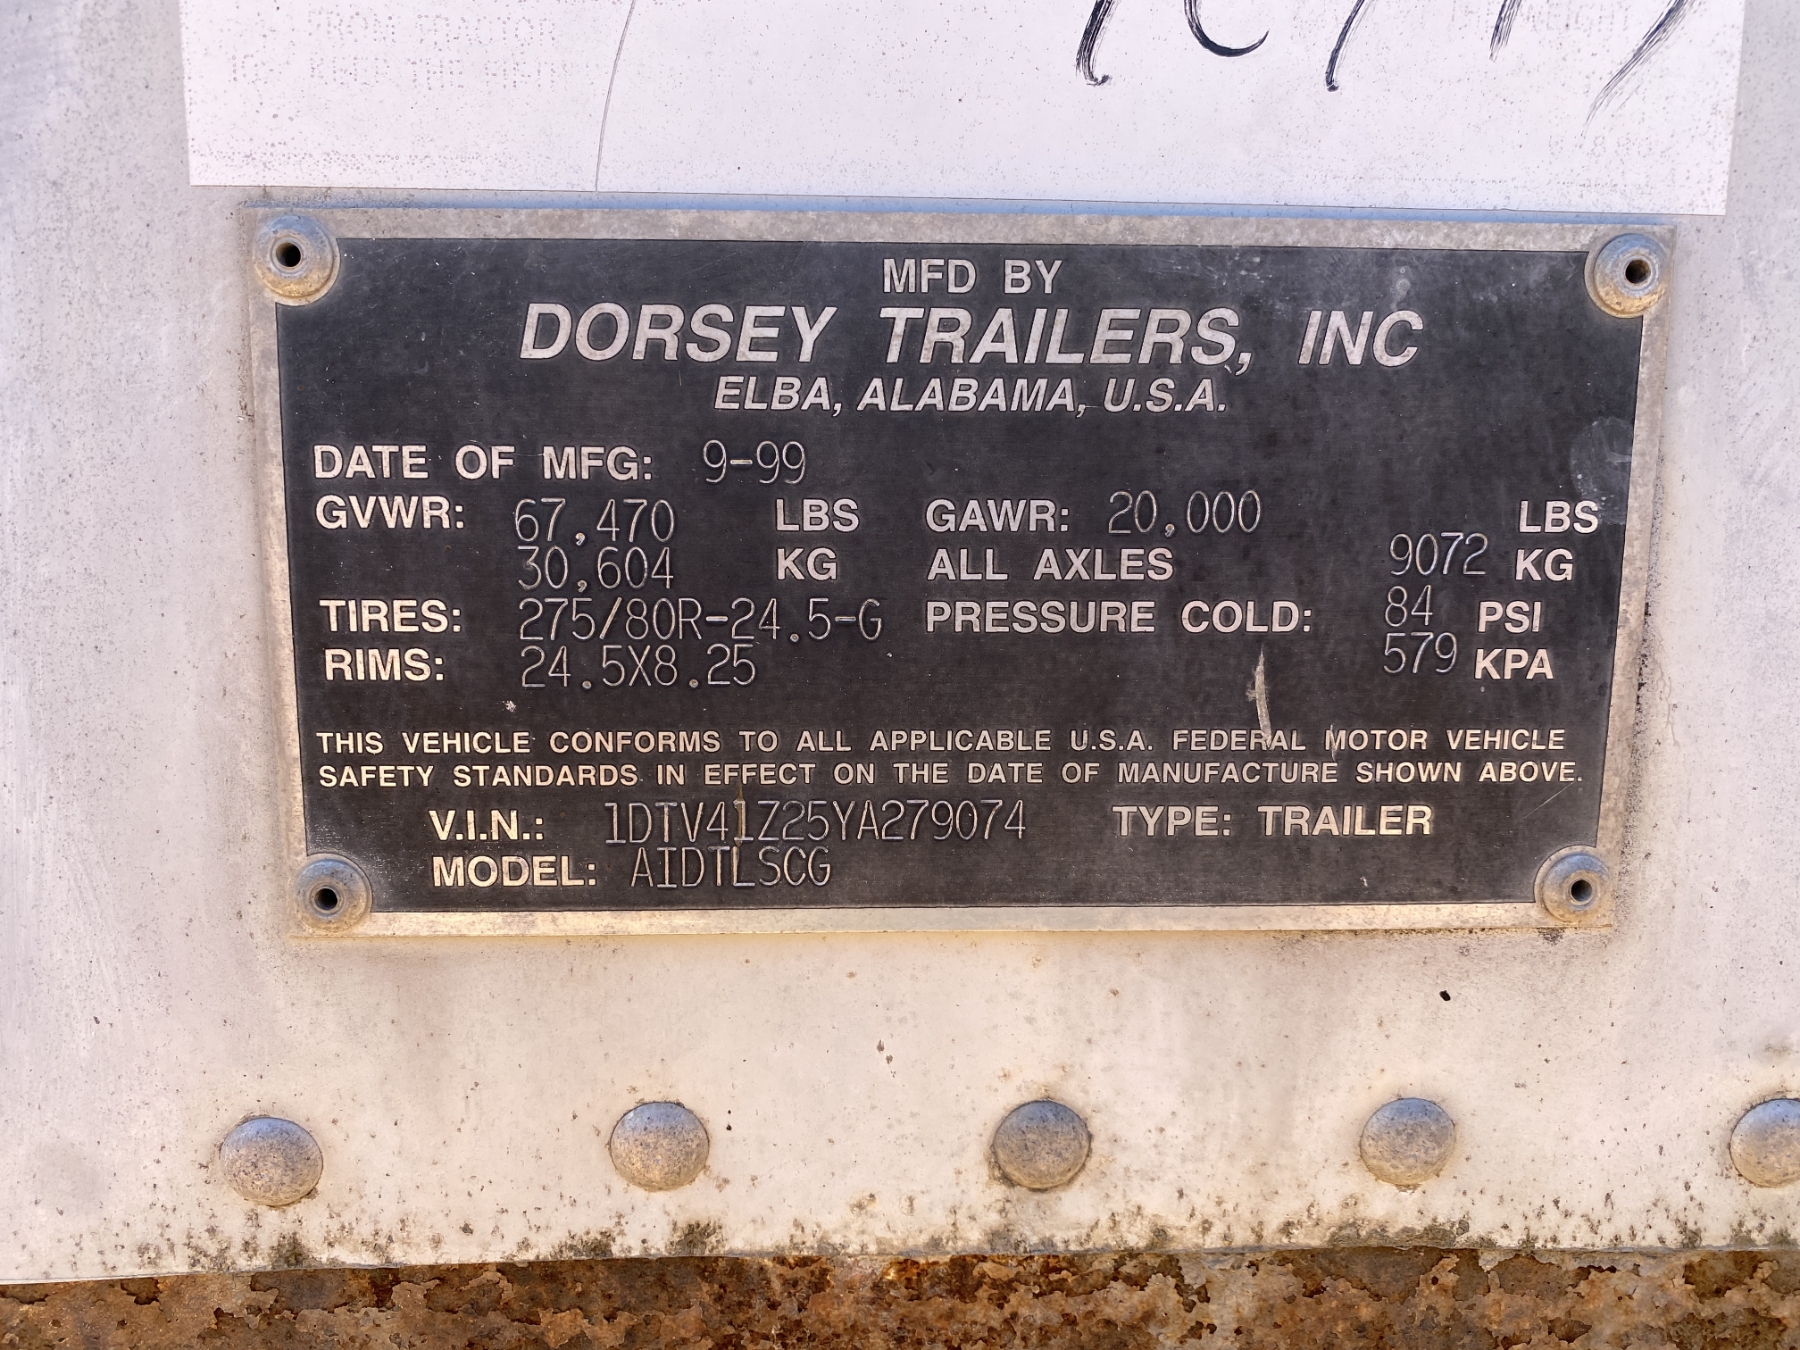 MFD BY
DORSEY TRAILERS, INC
ELBA, ALABAMA, U.S.A.
DATE OF MFG: 9-99
GVWR: 67,470 LBS GAWR: 20,000 LBS
30,604 KG ALL AXLES 9072 KG
TIRES: 275/80R-24.5-G PRESSURE COLD: 84 PSI
RIMS: 24.5X8.25 579 KPA
THIS VEHICLE CONFORMS TO ALL APPLICABLE U.S.A. FEDERAL MOTOR VEHICLE
SAFETY STANDARDS IN EFFECT ON THE DATE OF MANUFACTURE SHOWN ABOVE.
V.I.N.: 1DTV41Z25YA279074 TYPE: TRAILER
MODEL: AIDTLSCG